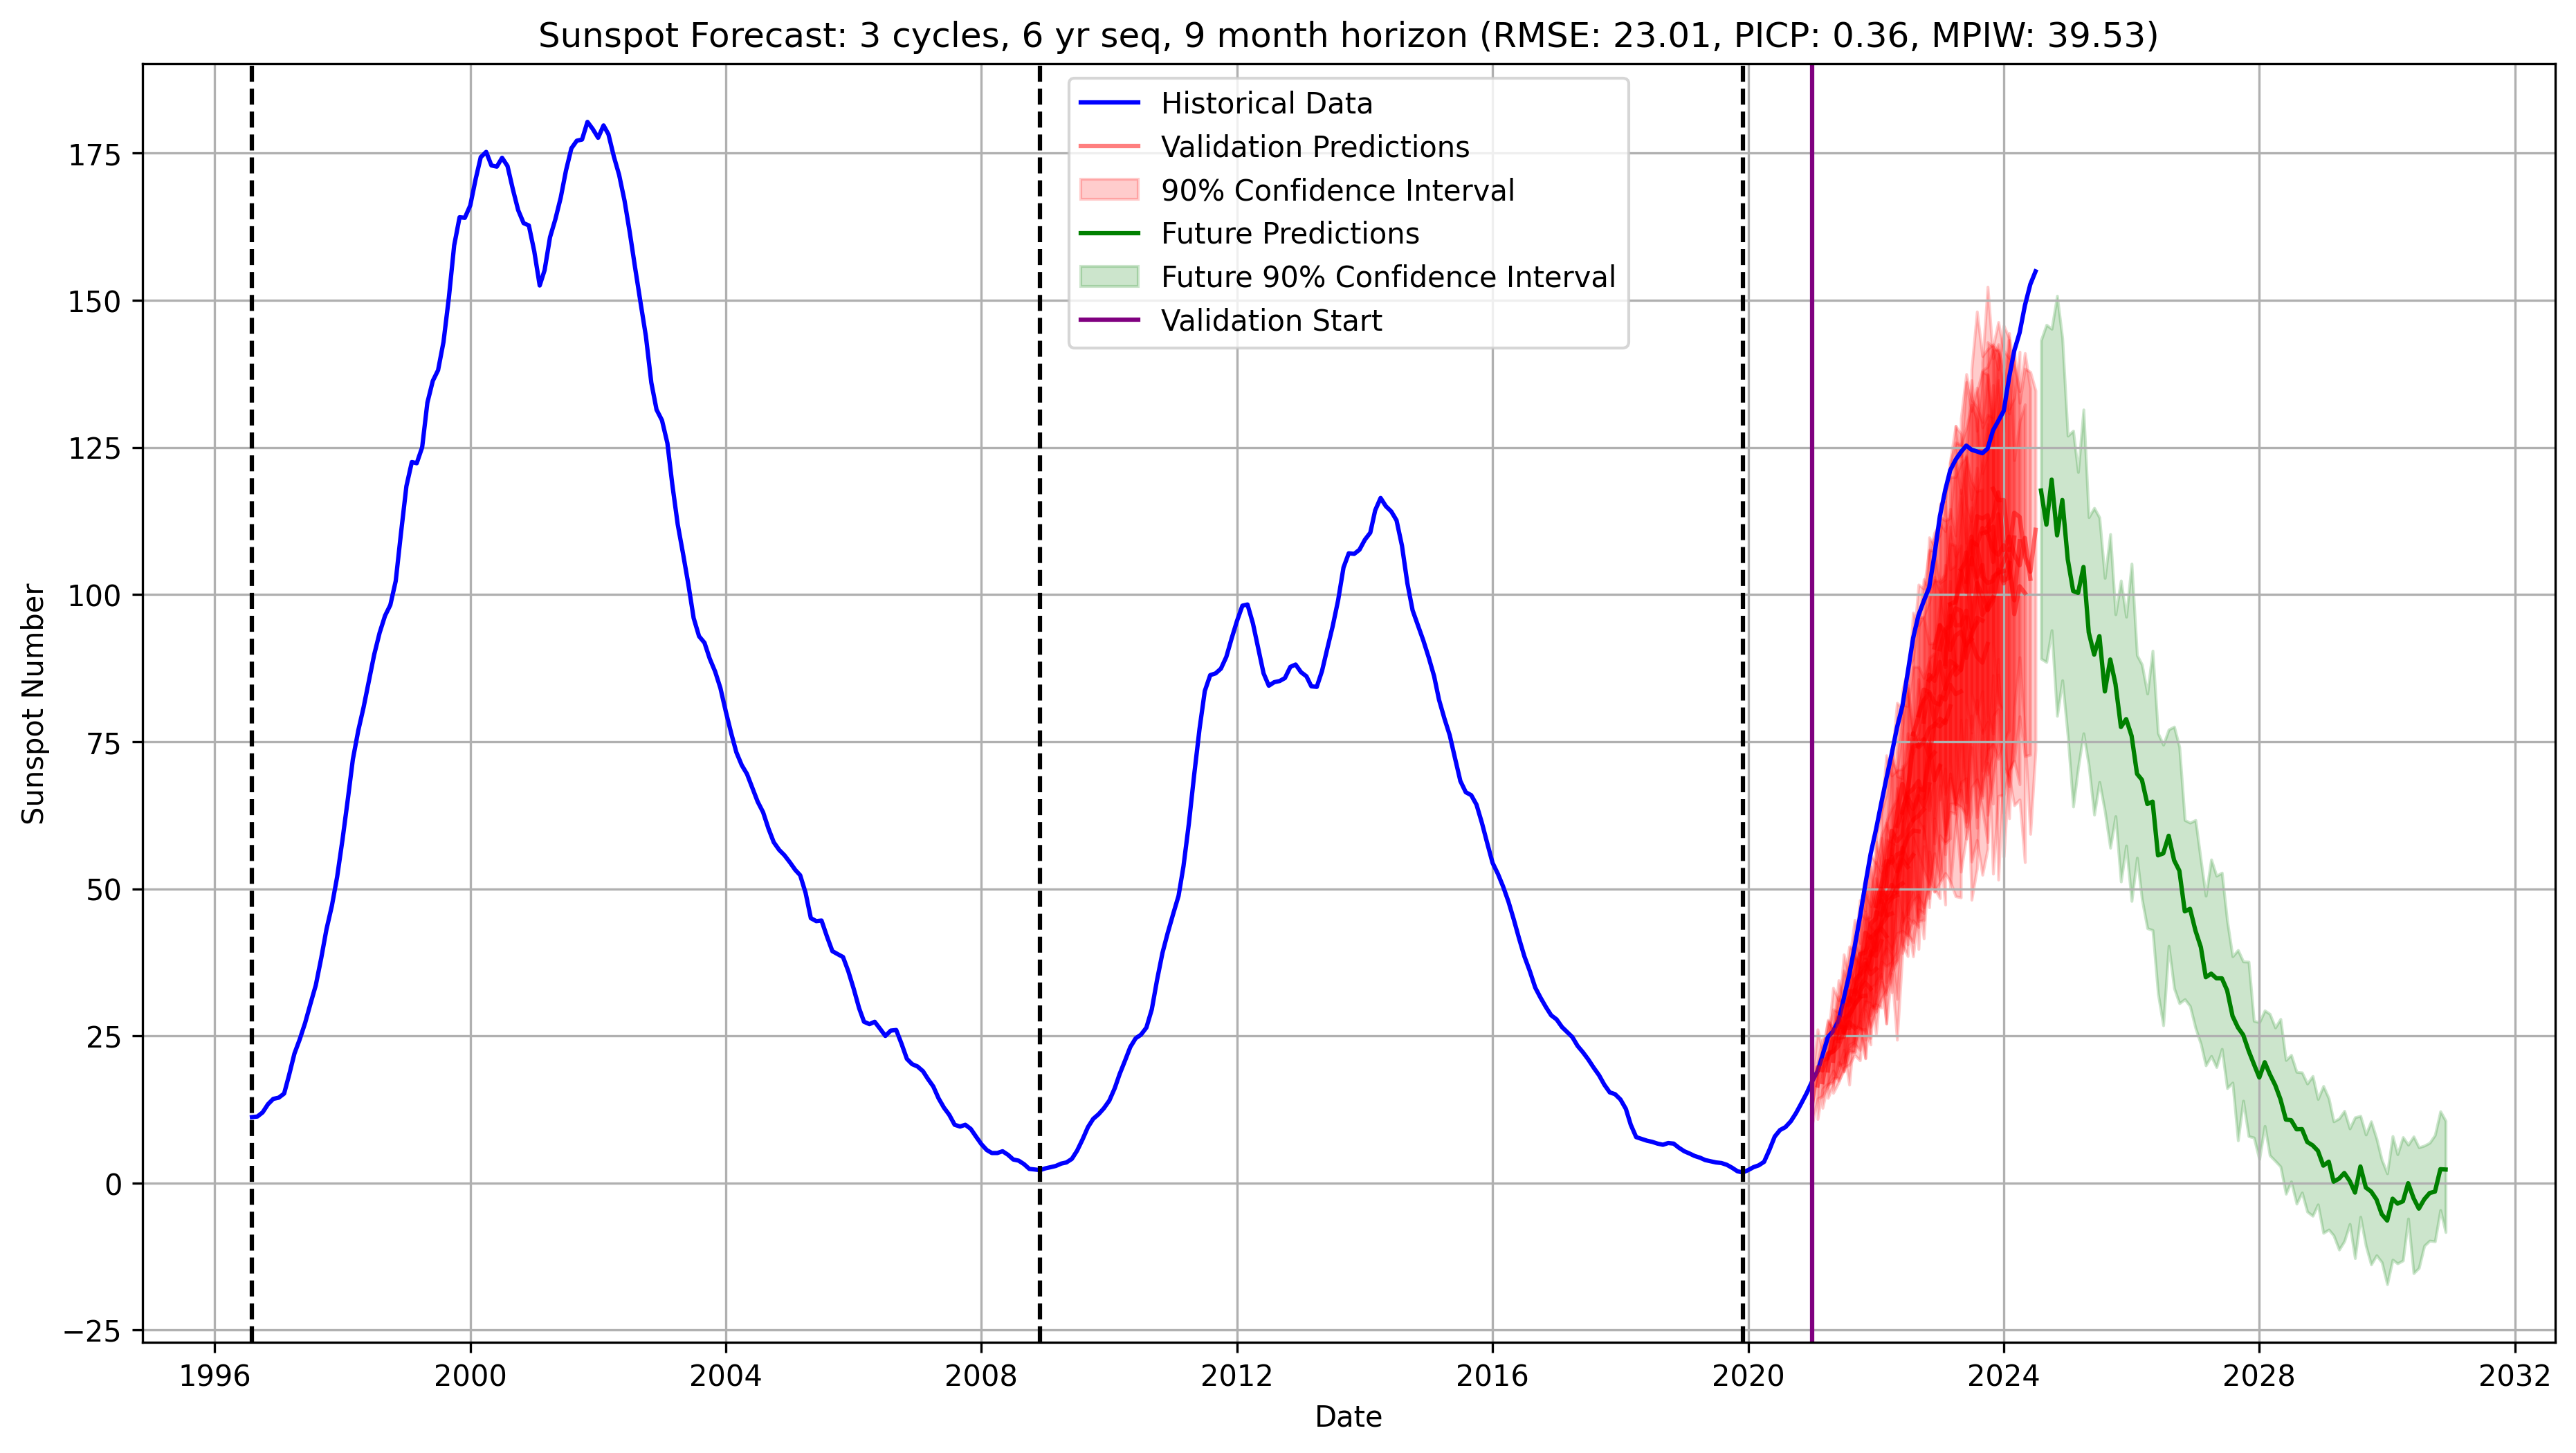 Sunspot Forecast: 3 cycles, 6 yr seq, 9 month horizon (RMSE: 23.01, PICP: 0.36, MPIW: 39.53)
Historical Data
Validation Predictions
90% Confidence Interval
Future Predictions
Future 90% Confidence Interval
Validation Start
Sunspot Number
175
150
125
100
75
50
25
0
−25
1996 2000 2004 2008 2012 2016 2020 2024 2028 2032
Date